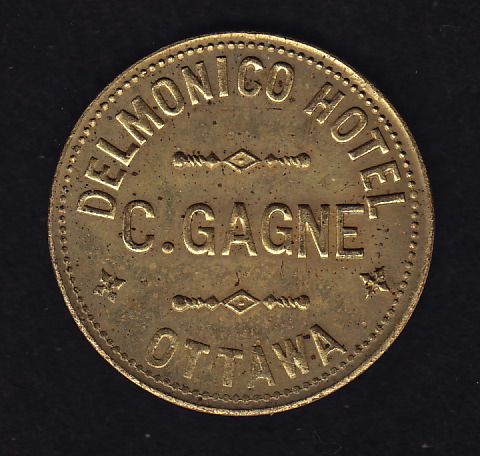 DELMONICO HOTEL
C. GAGNE
OTTAWA